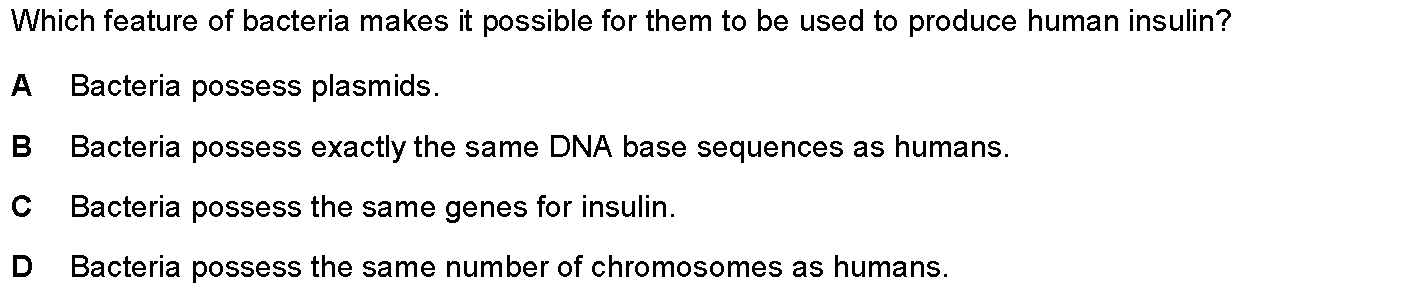 Which feature of bacteria makes it possible for them to be used to produce human insulin?
A Bacteria possess plasmids.
B Bacteria possess exactly the same DNA base sequences as humans.
C Bacteria possess the same genes for insulin.
D Bacteria possess the same number of chromosomes as humans.